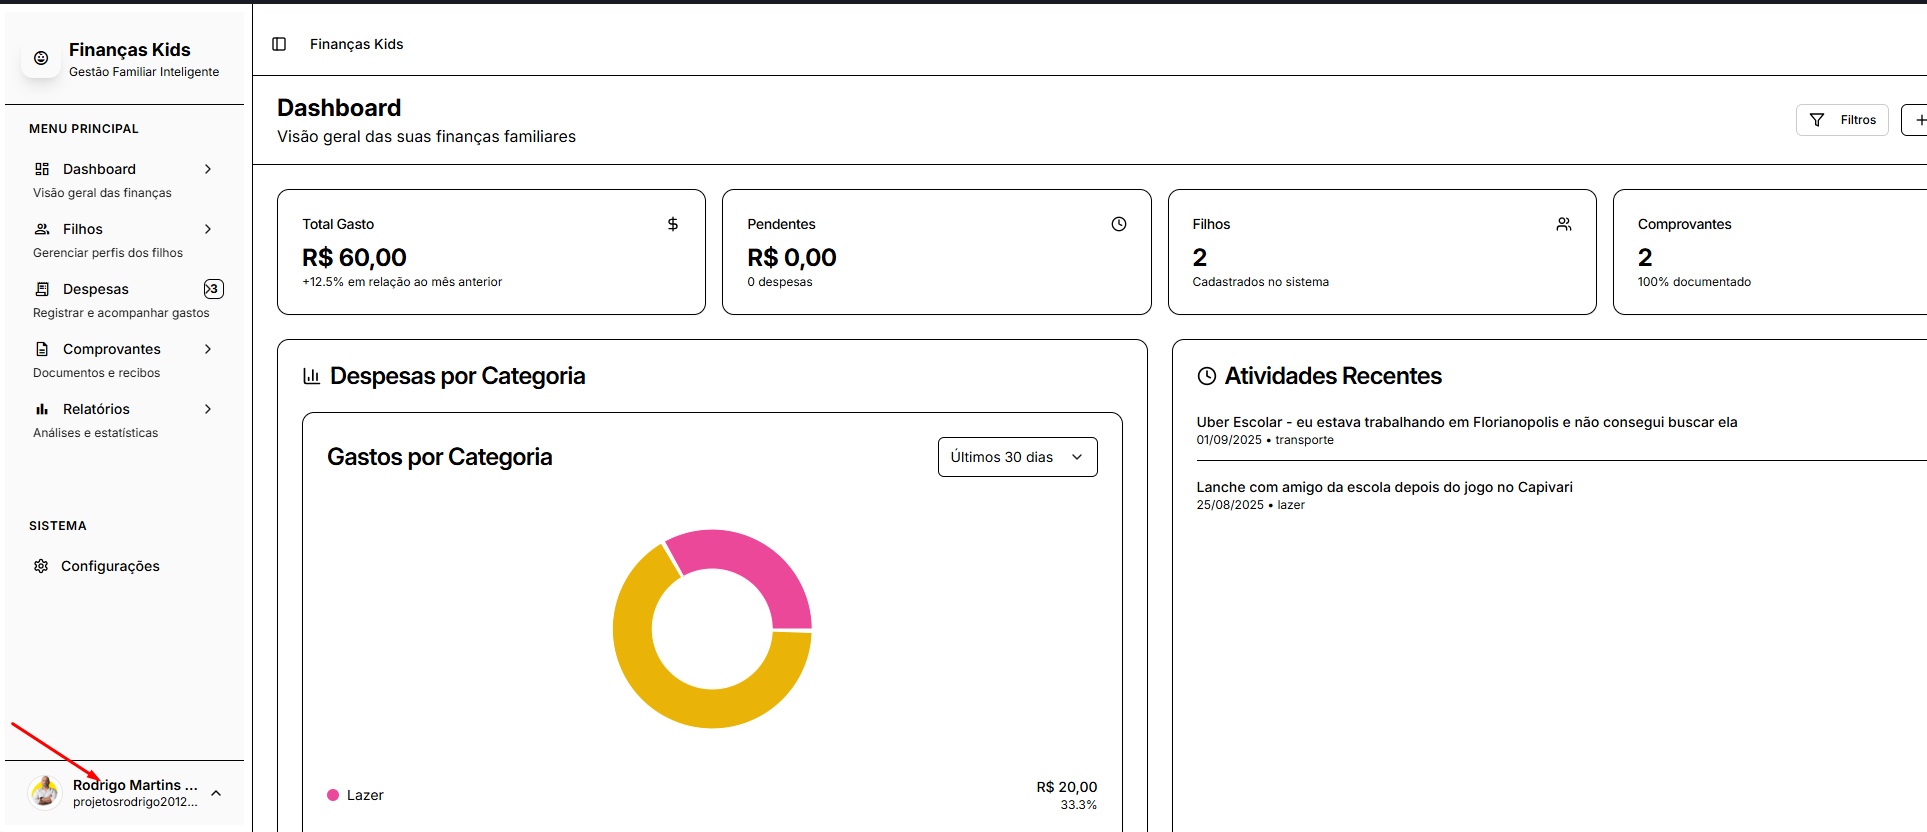 Finanças Kids
Gestão Familiar Inteligente
MENU PRINCIPAL
Dashboard
Visão geral das finanças
Filhos
Gerenciar perfis dos filhos
Despesas
3
Registrar e acompanhar gastos
Comprovantes
Documentos e recibos
Relatórios
Análises e estatísticas
SISTEMA
Configurações
Rodrigo Martins ...
projetosrodrigo2012...
Finanças Kids
Dashboard
Visão geral das suas finanças familiares
Filtros
Total Gasto
R$ 60,00
+12.5% em relação ao mês anterior
Pendentes
R$ 0,00
0 despesas
Filhos
2
Cadastrados no sistema
Comprovantes
2
100% documentado
Despesas por Categoria
Gastos por Categoria
Últimos 30 dias
Lazer
R$ 20,00
33.3%
Atividades Recentes
Uber Escolar - eu estava trabalhando em Florianopolis e não consegui buscar ela
01/09/2025 • transporte
Lanche com amigo da escola depois do jogo no Capivari
25/08/2025 • lazer